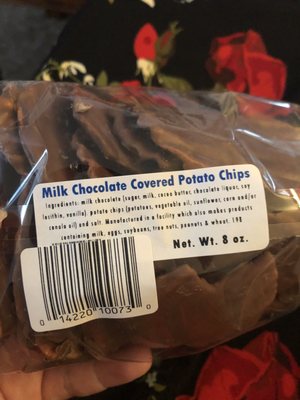 Milk Chocolate Covered Potato Chips
Ingredients: milk chocolate (sugar, milk, cocoa butter, chocolate liquor, soy
lecithin, vanilla), potato chips (potatoes, vegetable oil, sunflower, corn and/or
canola oil) and salt. Manufactured in a facility which also makes products
containing milk, eggs, soybeans, tree nuts, peanuts & wheat. 19g
Net. Wt. 8 oz.
0 14220 10073 0